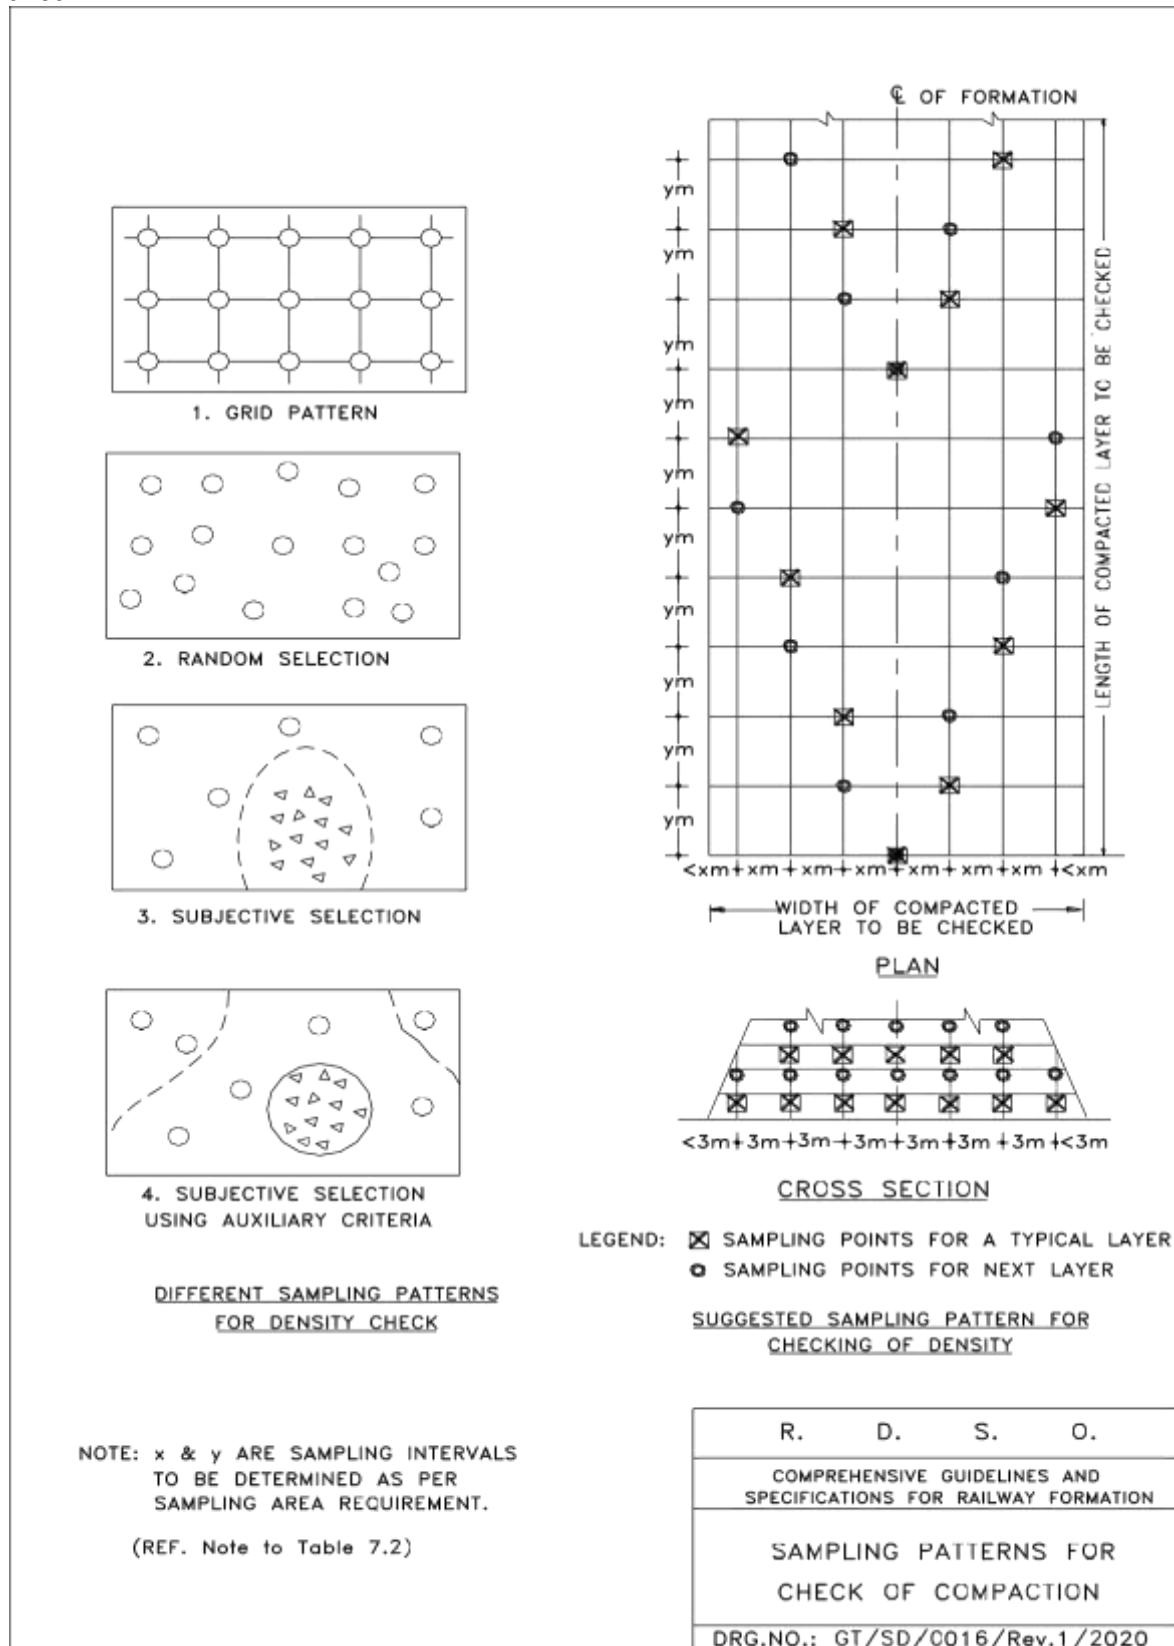 1. GRID PATTERN
2. RANDOM SELECTION
3. SUBJECTIVE SELECTION
4. SUBJECTIVE SELECTION
USING AUXILIARY CRITERIA
DIFFERENT SAMPLING PATTERNS
FOR DENSITY CHECK
NOTE: x & y ARE SAMPLING INTERVALS
TO BE DETERMINED AS PER
SAMPLING AREA REQUIREMENT.
(REF. Note to Table 7.2)
℄ OF FORMATION
ym
ym
ym
ym
ym
ym
ym
ym
ym
ym
LENGTH OF COMPACTED LAYER TO BE CHECKED
<xm xm xm xm xm xm xm <xm
WIDTH OF COMPACTED
LAYER TO BE CHECKED
PLAN
<3m 3m 3m 3m 3m 3m 3m <3m
CROSS SECTION
LEGEND: SAMPLING POINTS FOR A TYPICAL LAYER
SAMPLING POINTS FOR NEXT LAYER
SUGGESTED SAMPLING PATTERN FOR
CHECKING OF DENSITY
R. D. S. O.
COMPREHENSIVE GUIDELINES AND
SPECIFICATIONS FOR RAILWAY FORMATION
SAMPLING PATTERNS FOR
CHECK OF COMPACTION
DRG.NO.: GT/SD/0016/Rev.1/2020